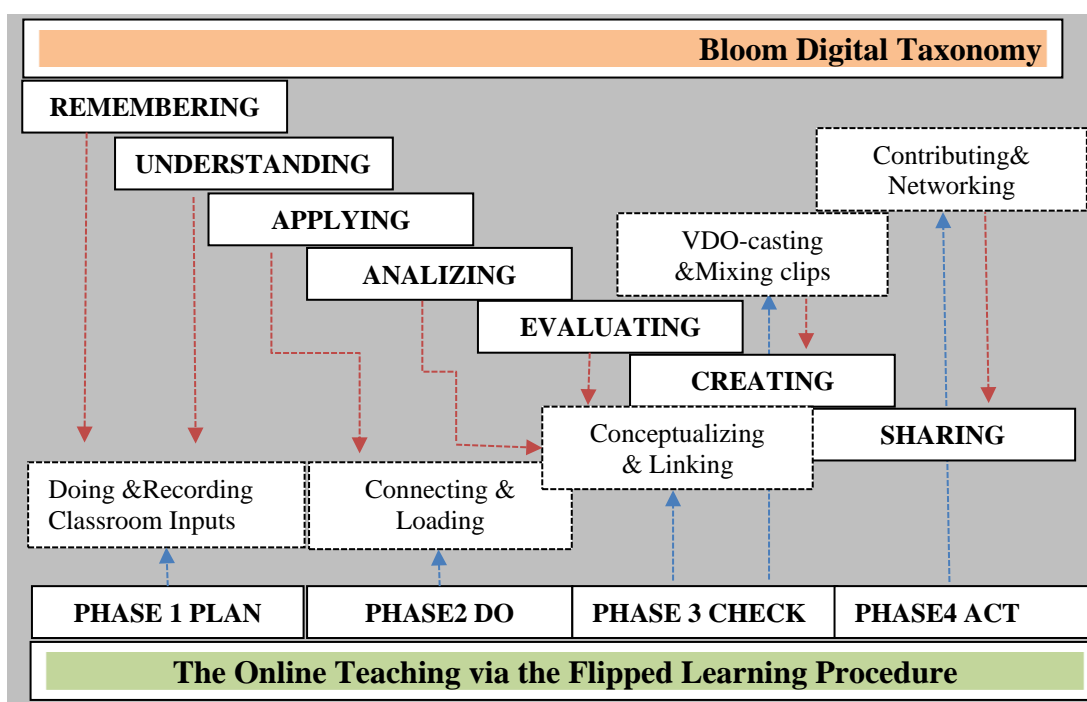 Bloom Digital Taxonomy
REMEMBERING
UNDERSTANDING
APPLYING
ANALIZING
EVALUATING
CREATING
SHARING
Contributing&
Networking
VDO-casting
&Mixing clips
Conceptualizing
& Linking
Doing &Recording
Classroom Inputs
Connecting &
Loading
PHASE 1 PLAN
PHASE2 DO
PHASE 3 CHECK
PHASE4 ACT
The Online Teaching via the Flipped Learning Procedure